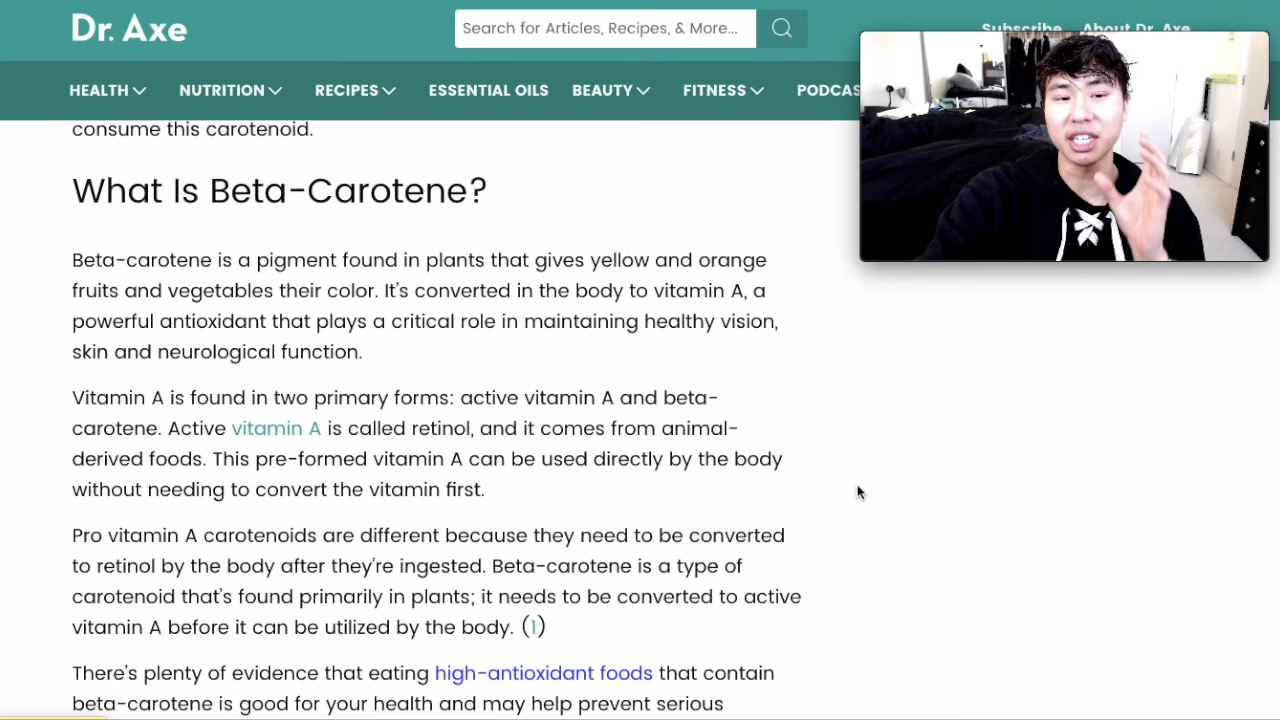 Dr. Axe
Search for Articles, Recipes, & More...
Subscribe About Dr. Axe
HEALTH NUTRITION RECIPES ESSENTIAL OILS BEAUTY FITNESS PODCAS
consume this carotenoid.
What Is Beta-Carotene?
Beta-carotene is a pigment found in plants that gives yellow and orange
fruits and vegetables their color. It's converted in the body to vitamin A, a
powerful antioxidant that plays a critical role in maintaining healthy vision,
skin and neurological function.
Vitamin A is found in two primary forms: active vitamin A and beta-
carotene. Active vitamin A is called retinol, and it comes from animal-
derived foods. This pre-formed vitamin A can be used directly by the body
without needing to convert the vitamin first.
Pro vitamin A carotenoids are different because they need to be converted
to retinol by the body after they're ingested. Beta-carotene is a type of
carotenoid that's found primarily in plants; it needs to be converted to active
vitamin A before it can be utilized by the body. (1)
There's plenty of evidence that eating high-antioxidant foods that contain
beta-carotene is good for your health and may help prevent serious